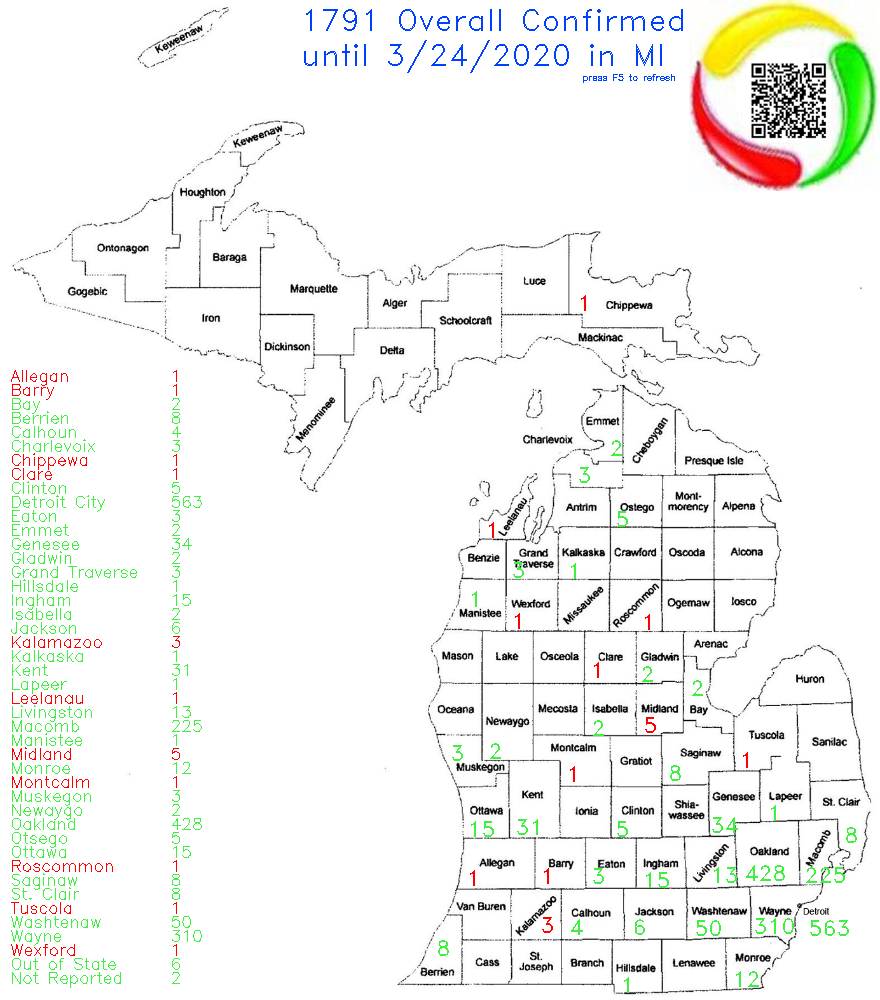 1791 Overall Confirmed
until 3/24/2020 in MI
press F5 to refresh
Keweenaw
Keweenaw
Houghton
Ontonagon
Baraga
Gogebic
Marquette
Luce
Alger
Chippewa
1
Iron
Schoolcraft
Mackinac
Dickinson
Delta
Menominee
Allegan 1
Barry 1
Bay 2
Berrien 8
Calhoun 4
Charlevoix 3
Chippewa 1
Clare 1
Clinton 5
Detroit City 563
Eaton 3
Emmet 2
Genesee 34
Gladwin 2
Grand Traverse 3
Hillsdale 1
Ingham 15
Isabella 2
Jackson 6
Kalamazoo 3
Kalkaska 1
Kent 31
Lapeer 1
Leelanau 1
Livingston 13
Macomb 225
Manistee 1
Midland 5
Monroe 12
Montcalm 1
Muskegon 3
Newaygo 2
Oakland 428
Otsego 5
Ottawa 15
Roscommon 1
Saginaw 8
St. Clair 8
Tuscola 1
Washtenaw 50
Wayne 310
Wexford 1
Out of State 6
Not Reported 2
Emmet
2
Charlevoix
3
Cheboygan
Presque Isle
Leelanau
1
Antrim
Ostego
5
Mont-
morency
Alpena
Benzie
Grand
Traverse
3
Kalkaska
1
Crawford
Oscoda
Alcona
1
Manistee
Wexford
1
Missaukee
Roscommon
1
Ogemaw
Iosco
Mason
Lake
Osceola
Clare
1
Gladwin
2
Arenac
Huron
Oceana
Newaygo
2
Mecosta
Isabella
2
Midland
5
2
Bay
Tuscola
1
Sanilac
3
Muskegon
Montcalm
1
Gratiot
Saginaw
8
Ottawa
15
Kent
31
Ionia
Clinton
5
Shia-
wassee
Genesee
34
Lapeer
1
St. Clair
8
Allegan
1
Barry
1
Eaton
3
Ingham
15
Livingston
13
Oakland
428
Macomb
225
Van Buren
Kalamazoo
3
Calhoun
4
Jackson
6
Washtenaw
50
Wayne
310
Detroit
563
8
Berrien
Cass
St.
Joseph
Branch
Hillsdale
1
Lenawee
Monroe
12